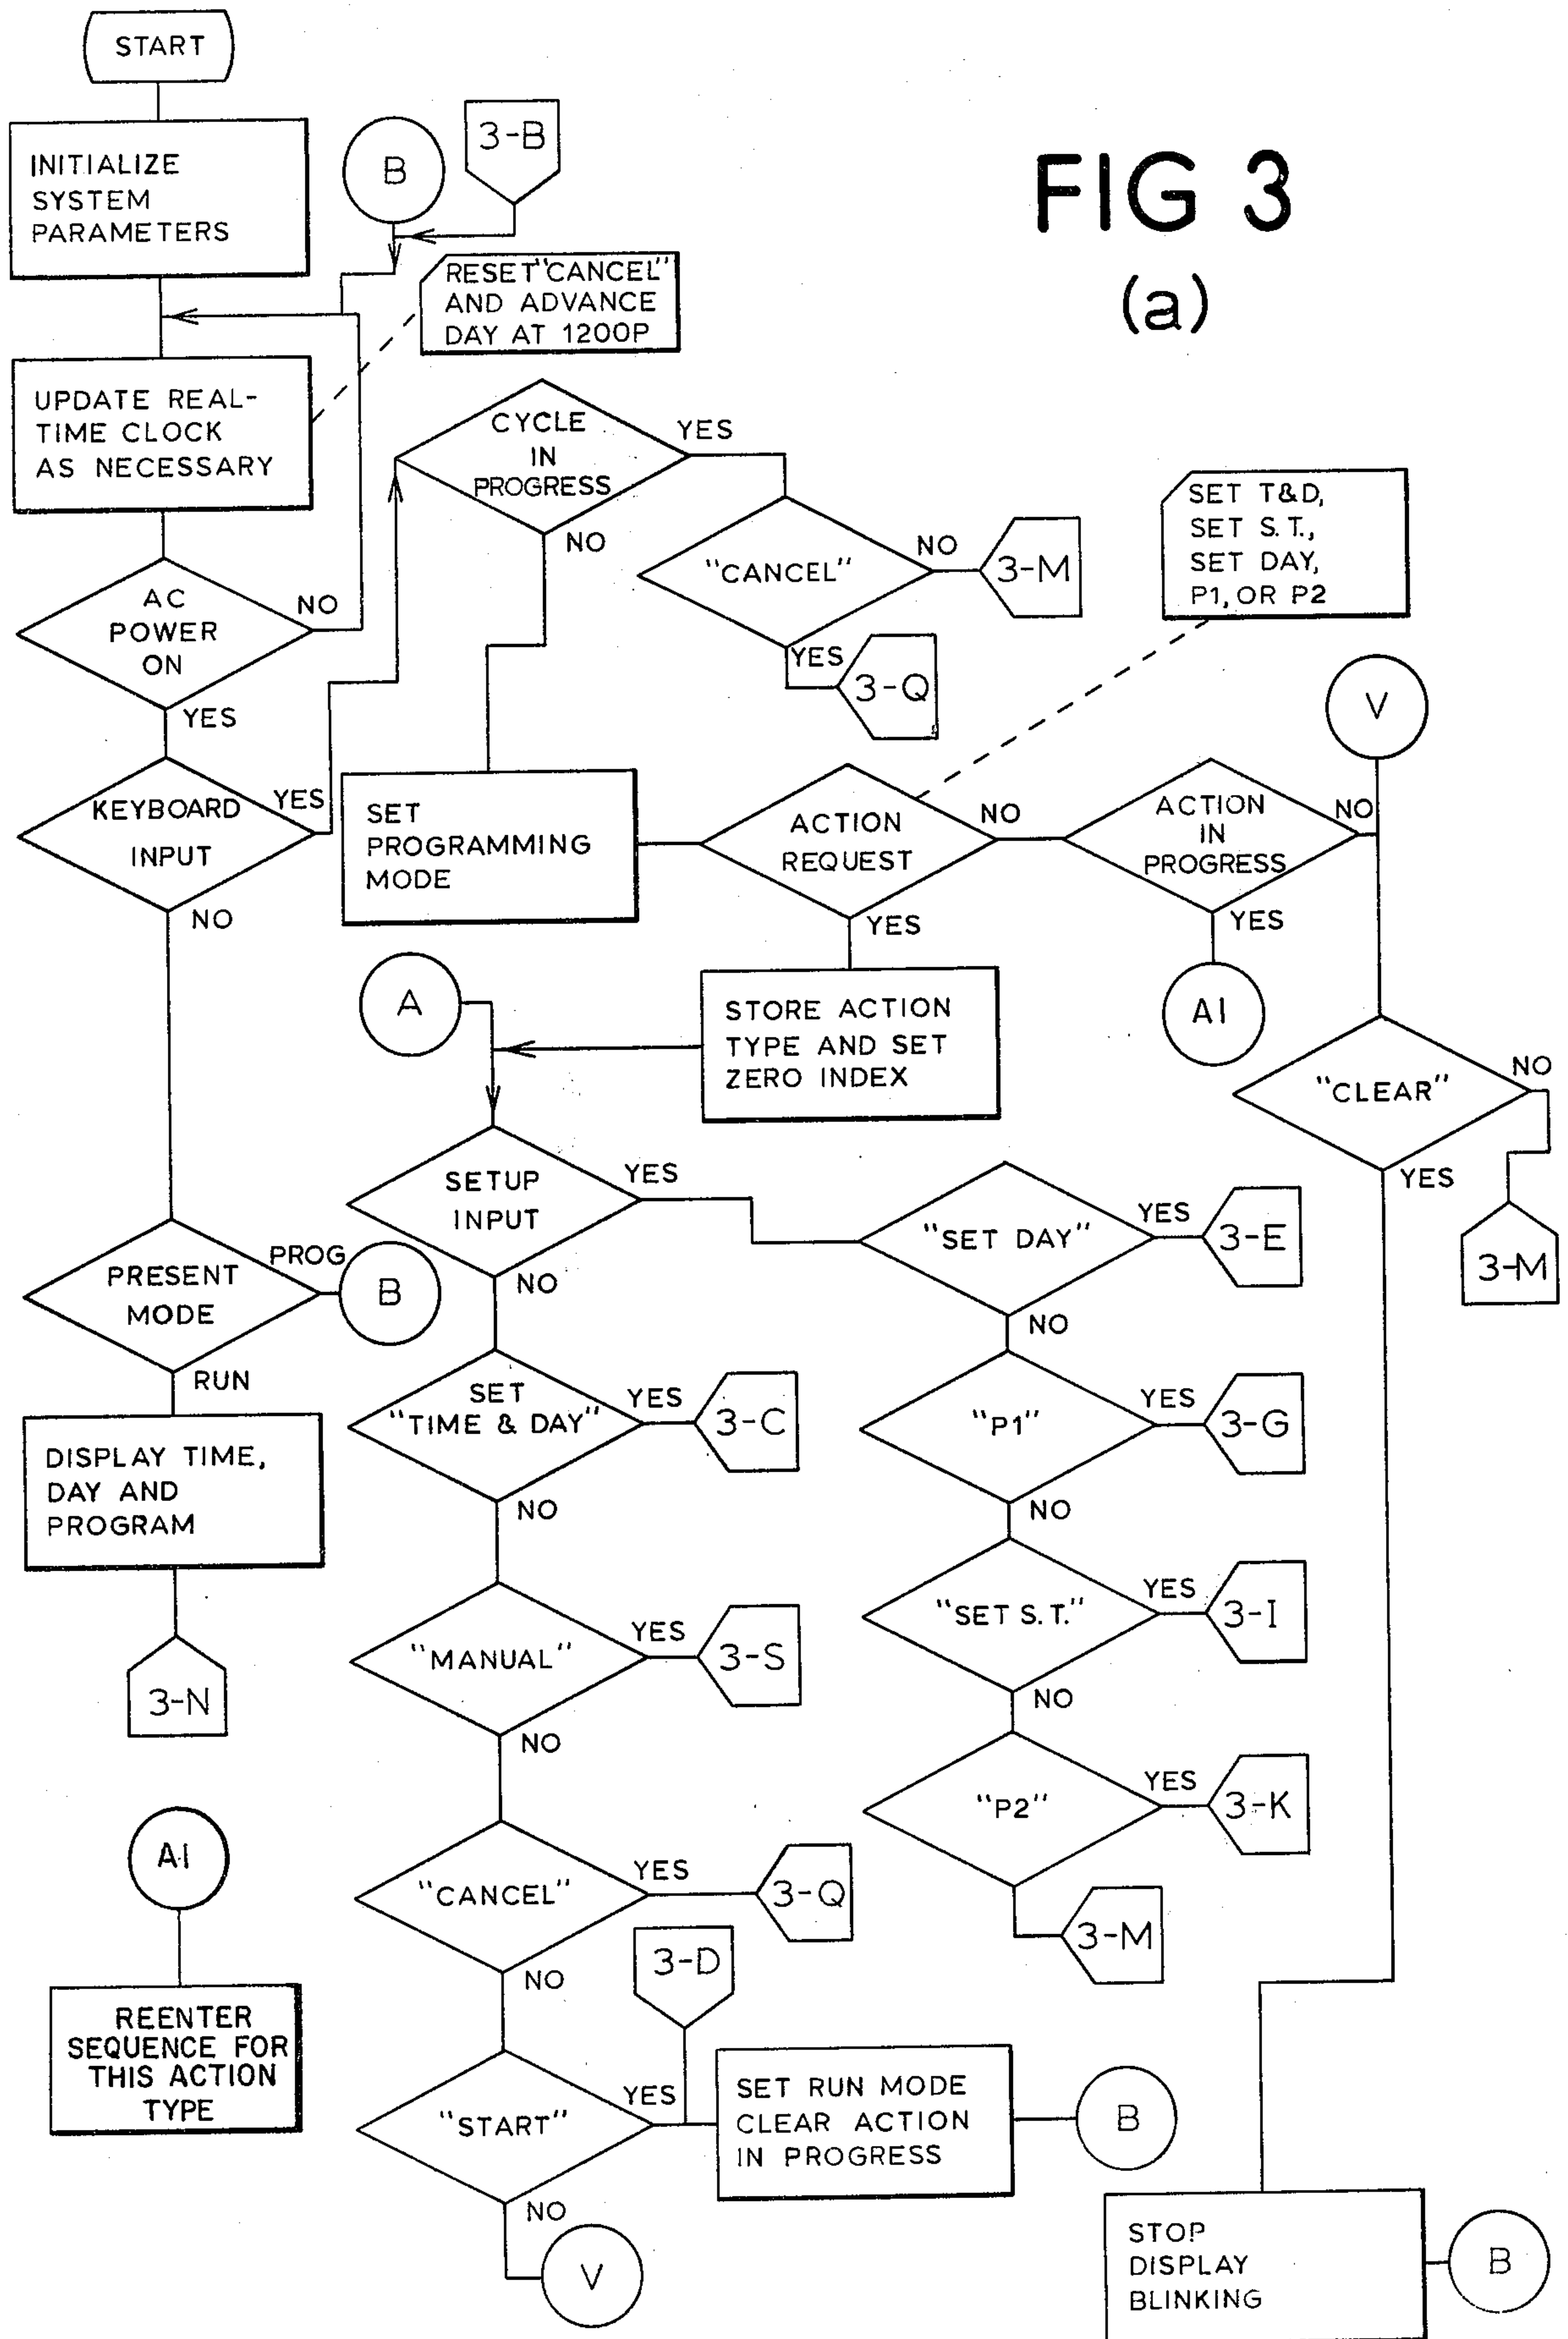 START
INITIALIZE
SYSTEM
PARAMETERS
B
3-B
FIG 3
(a)
RESET "CANCEL"
AND ADVANCE
DAY AT 1200P
UPDATE REAL-
TIME CLOCK
AS NECESSARY
CYCLE
IN
PROGRESS
YES
NO
"CANCEL"
NO
3-M
YES
3-Q
SET T&D,
SET S.T.,
SET DAY,
P1, OR P2
AC
POWER
ON
NO
YES
KEYBOARD
INPUT
YES
NO
SET
PROGRAMMING
MODE
ACTION
REQUEST
NO
YES
ACTION
IN
PROGRESS
NO
YES
V
A1
A
STORE ACTION
TYPE AND SET
ZERO INDEX
"CLEAR"
NO
YES
3-M
SETUP
INPUT
YES
NO
"SET DAY"
YES
3-E
NO
PRESENT
MODE
PROG
B
RUN
SET
"TIME & DAY"
YES
3-C
NO
"P1"
YES
3-G
NO
DISPLAY TIME,
DAY AND
PROGRAM
3-N
"MANUAL"
YES
3-S
NO
"SET S.T."
YES
3-I
NO
"P2"
YES
3-K
3-M
A1
REENTER
SEQUENCE FOR
THIS ACTION
TYPE
"CANCEL"
YES
3-Q
NO
3-D
"START"
YES
NO
SET RUN MODE
CLEAR ACTION
IN PROGRESS
B
V
STOP
DISPLAY
BLINKING
B